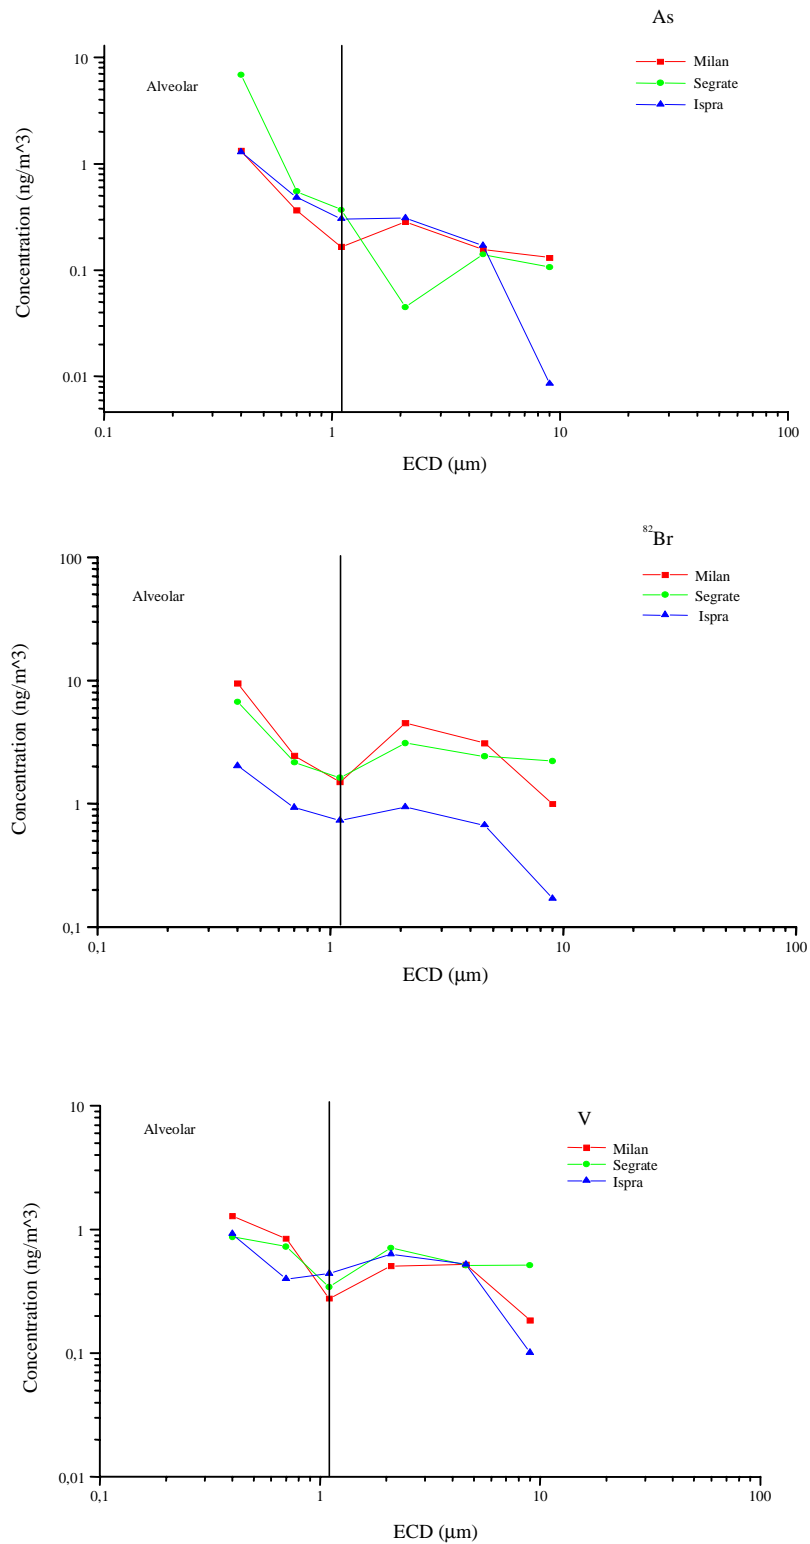 As
Milan
Segrate
Ispra
Alveolar
Concentration (ng/m^3)
10
1
0.1
0.01
0.1
1
10
100
ECD (μm)
⁸²Br
Milan
Segrate
Ispra
Alveolar
Concentration (ng/m^3)
100
10
1
0,1
0,1
1
10
100
ECD (μm)
V
Milan
Segrate
Ispra
Alveolar
Concentration (ng/m^3)
10
1
0,1
0,01
0,1
1
10
100
ECD (μm)